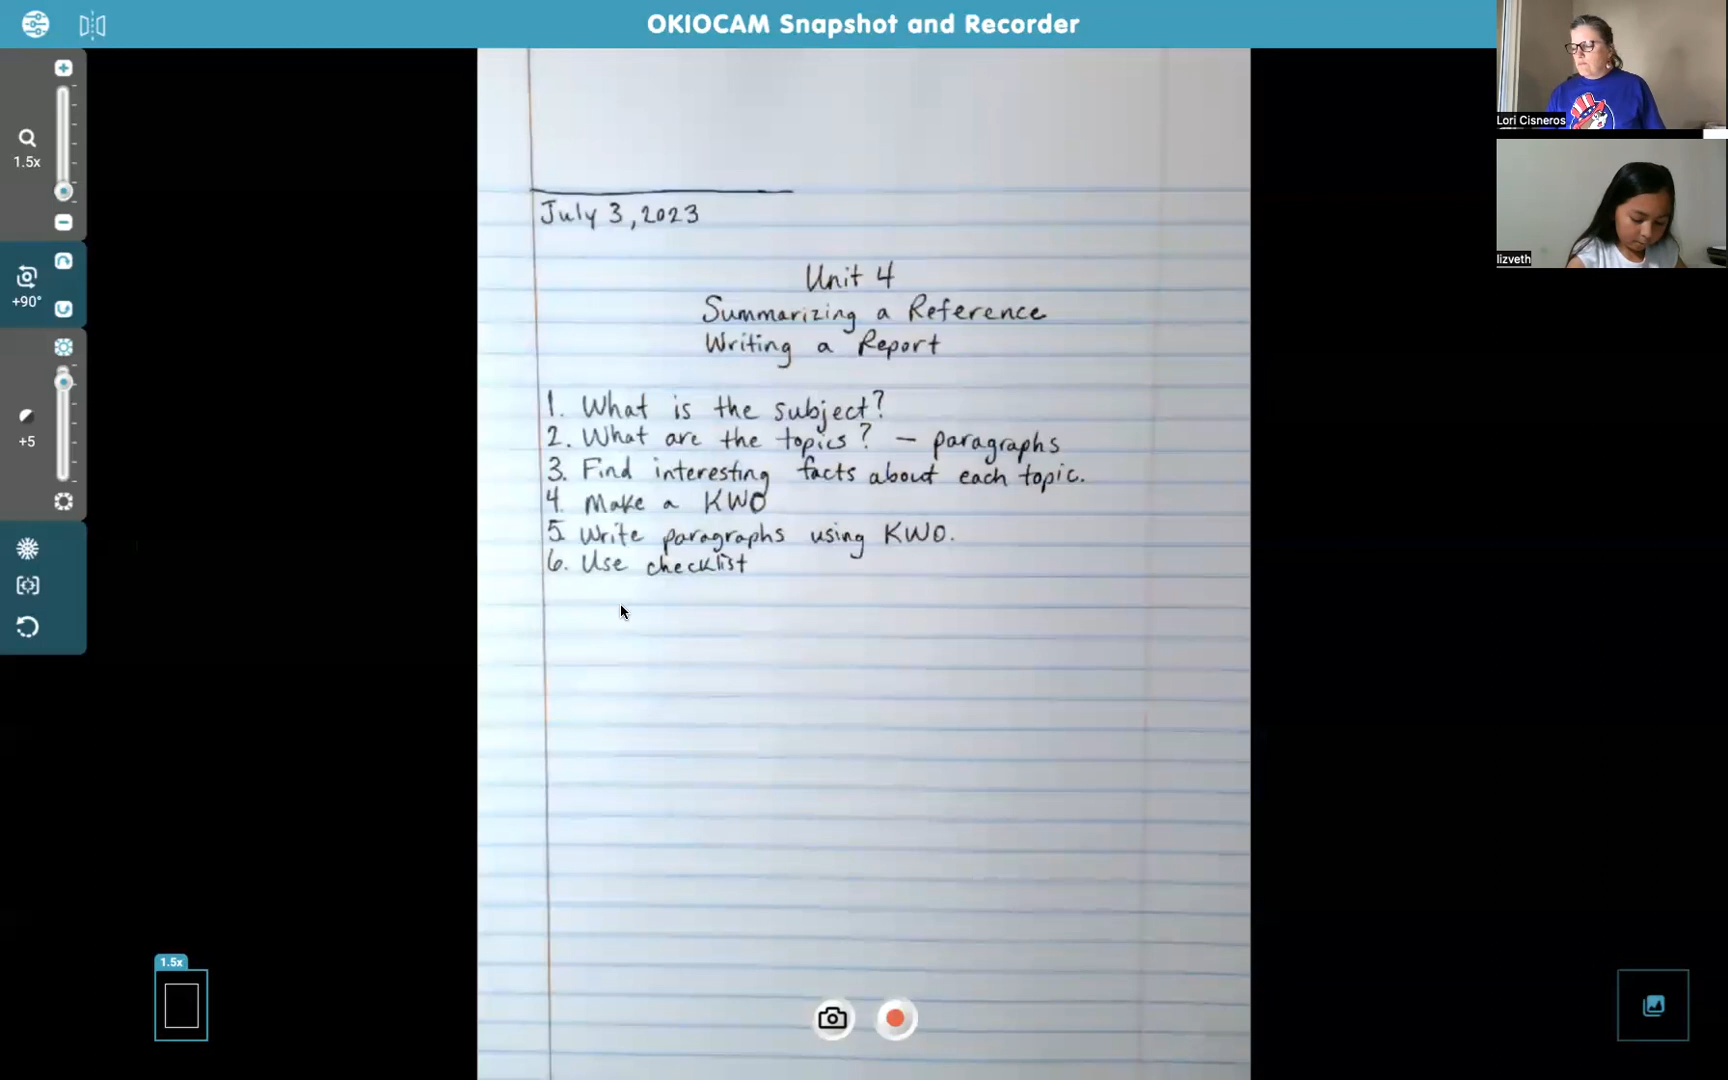 OKIOCAM Snapshot and Recorder
1.5x
+90°
+5
Lori Cisneros
lizveth
July 3, 2023
Unit 4
Summarizing a Reference
Writing a Report
1. What is the subject?
2. What are the topics? – paragraphs
3. Find interesting facts about each topic.
4. Make a KWO
5 Write paragraphs using KWO.
6. Use checklist
1.5x